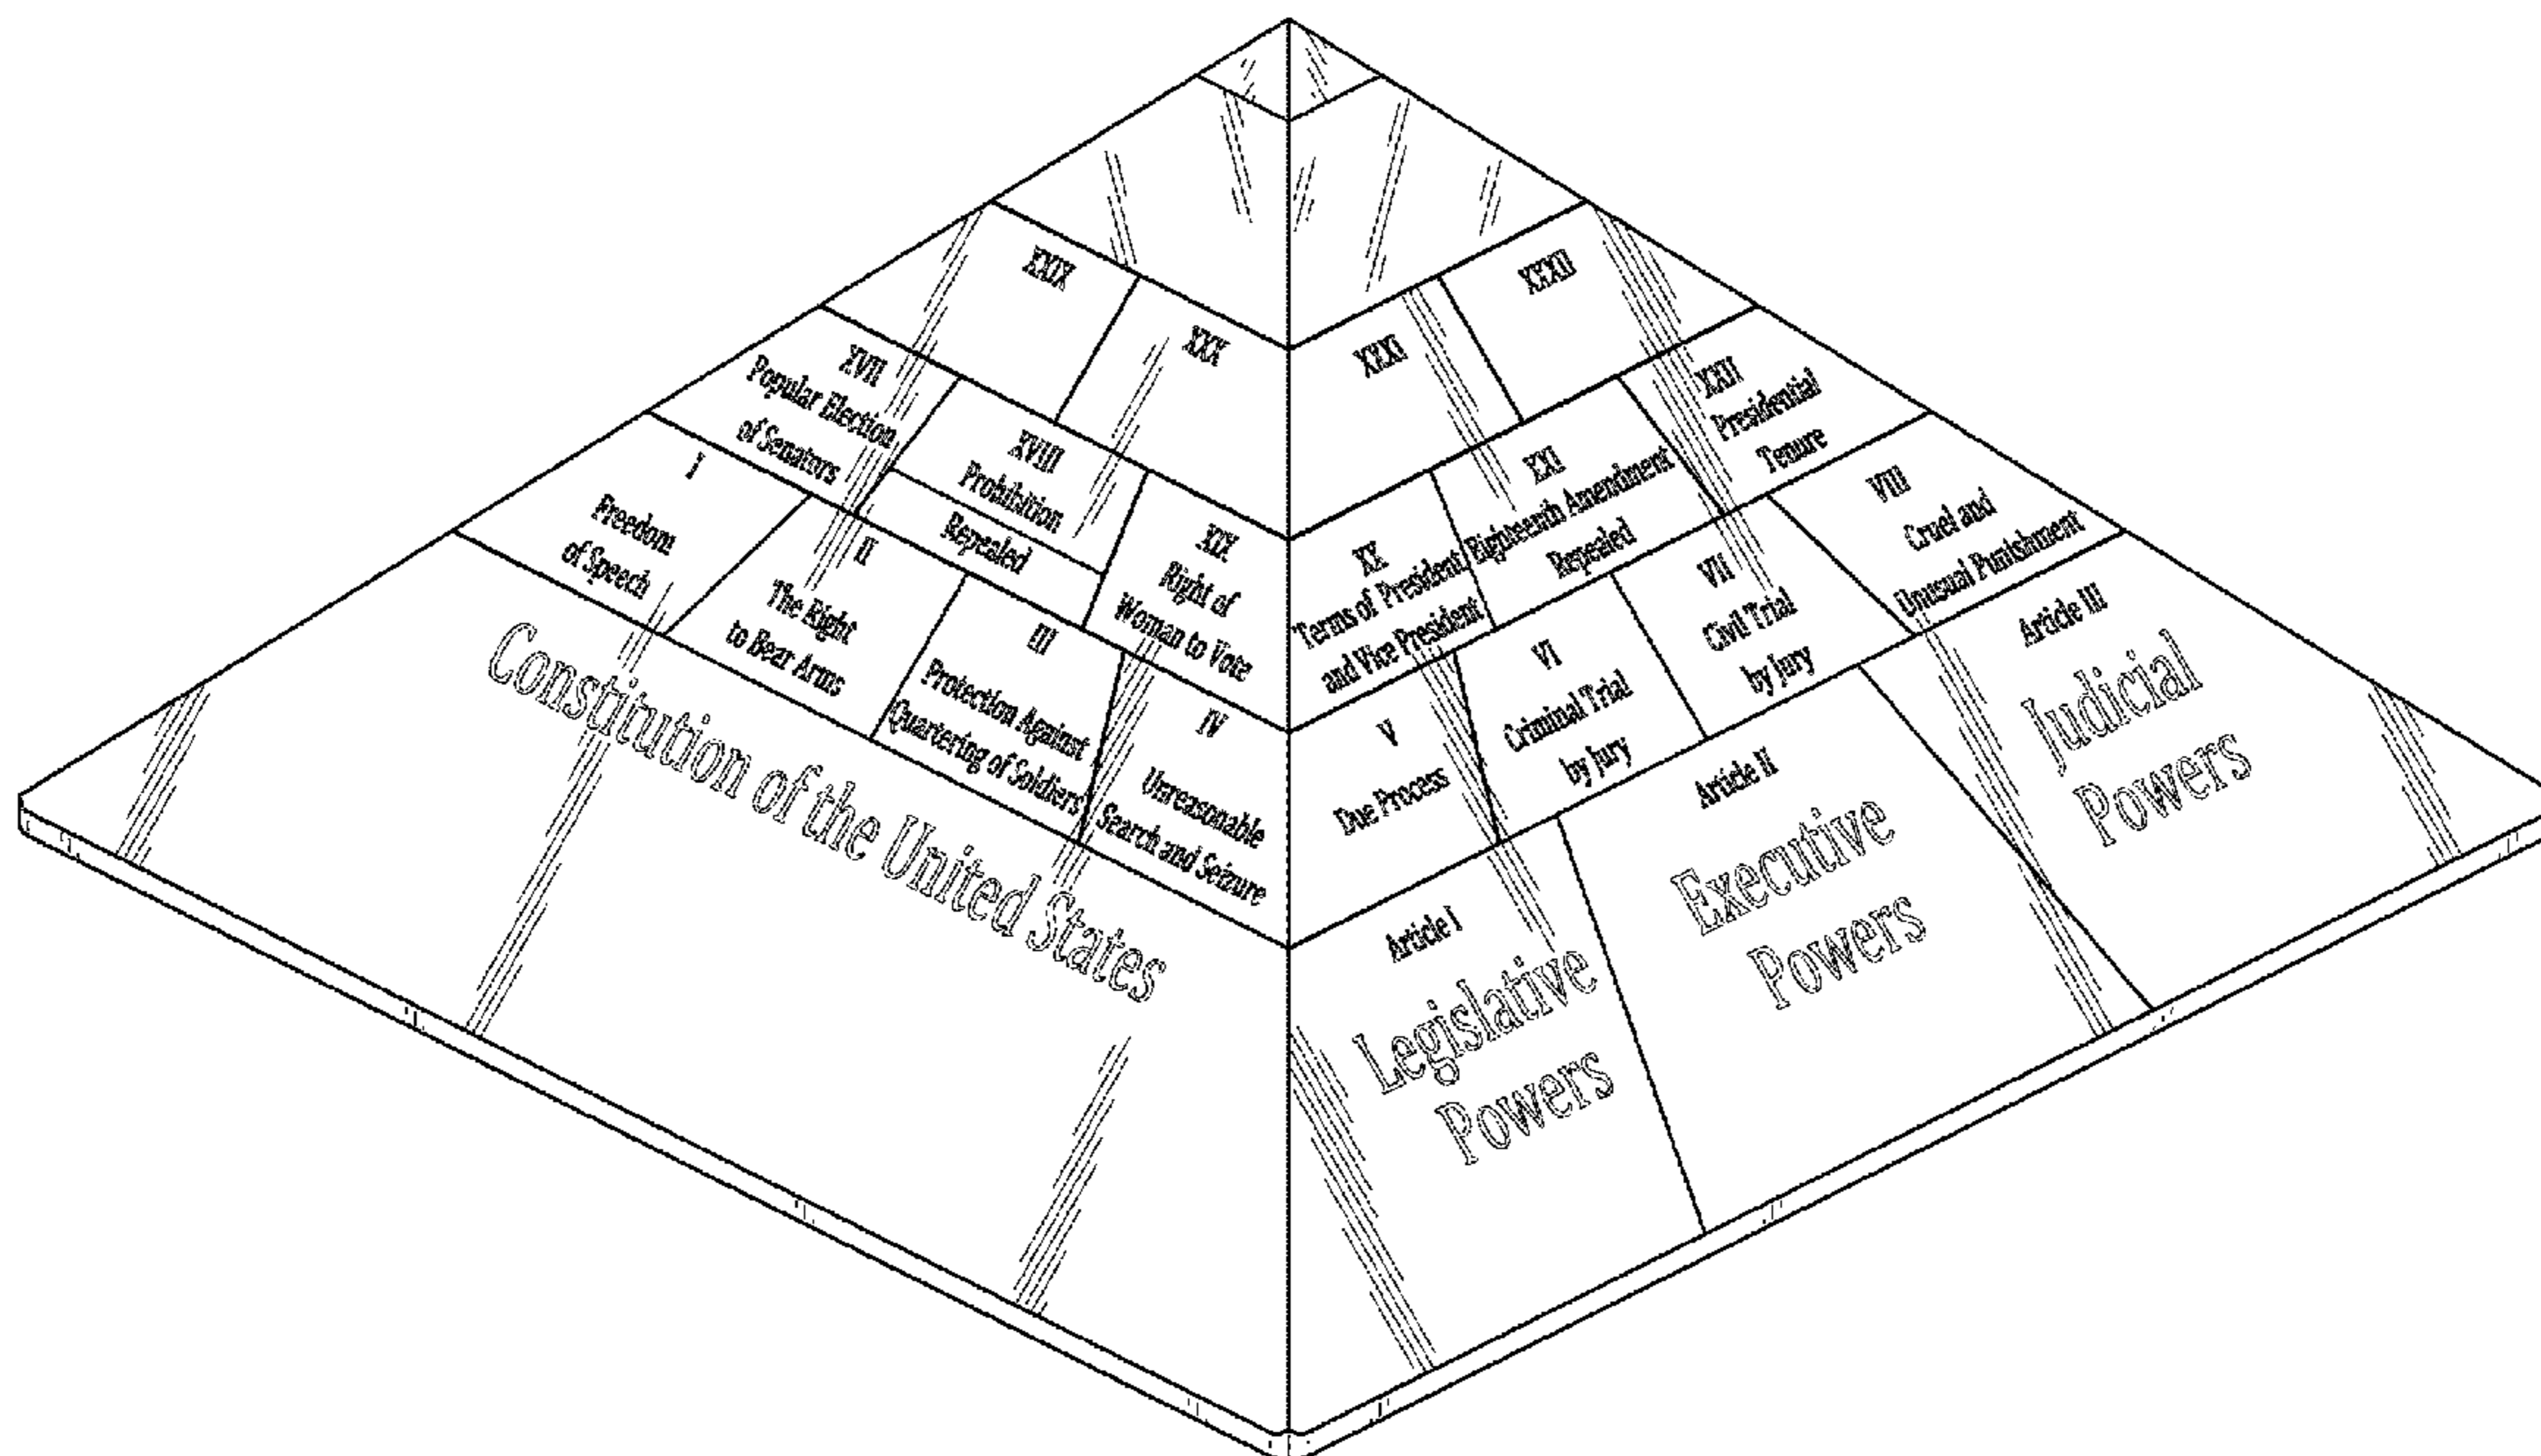 XXIX
XXX
XXXI
XXXII
XVII
Popular Election
of Senators
XVIII
Prohibition
Repealed
XIX
Right of
Woman to Vote
XX
Terms of President
and Vice President
XXI
Eighteenth Amendment
Repealed
XXII
Presidential
Tenure
I
Freedom
of Speech
II
The Right
to Bear Arms
III
Protection Against
Quartering of Soldiers
IV
Unreasonable
Search and Seizure
V
Due Process
VI
Criminal Trial
by Jury
VII
Civil Trial
by Jury
VIII
Cruel and
Unusual Punishment
Constitution of the United States
Article I
Legislative
Powers
Article II
Executive
Powers
Article III
Judicial
Powers